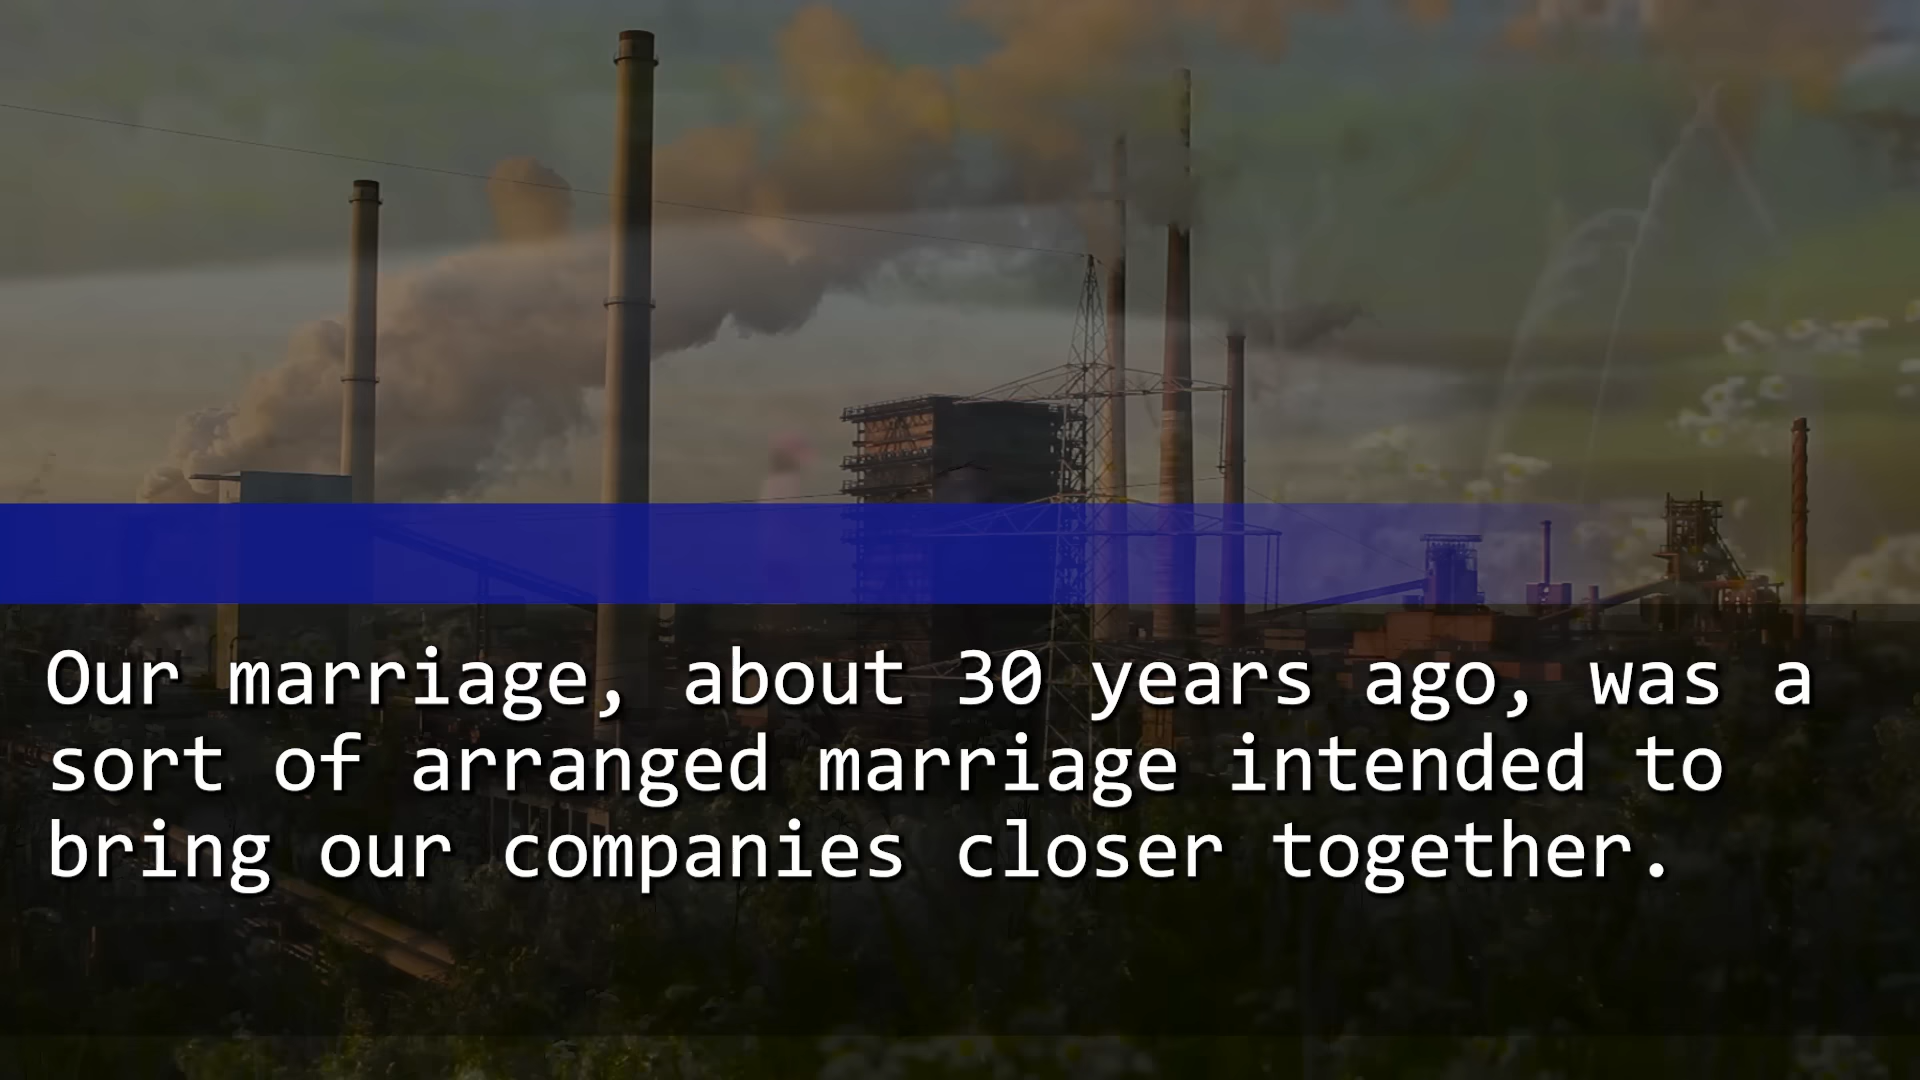 Our marriage, about 30 years ago, was a
sort of arranged marriage intended to
bring our companies closer together.